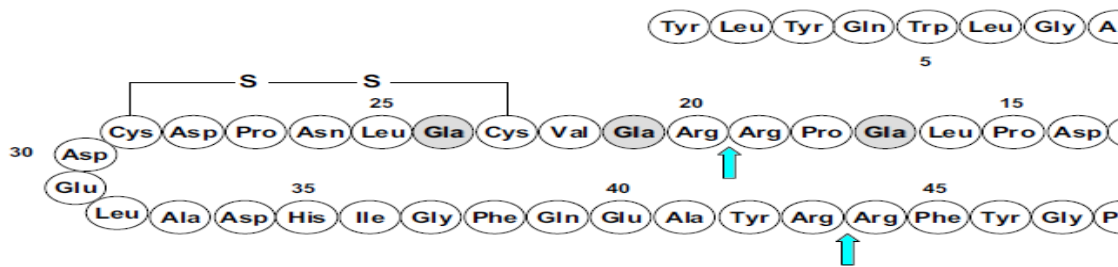 Tyr Leu Tyr Gln Trp Leu Gly A
5
S S
25 20 15
Cys Asp Pro Asn Leu Gla Cys Val Gla Arg Arg Pro Gla Leu Pro Asp
30 Asp
Glu
35 40 45
Leu Ala Asp His Ile Gly Phe Gln Glu Ala Tyr Arg Arg Phe Tyr Gly P